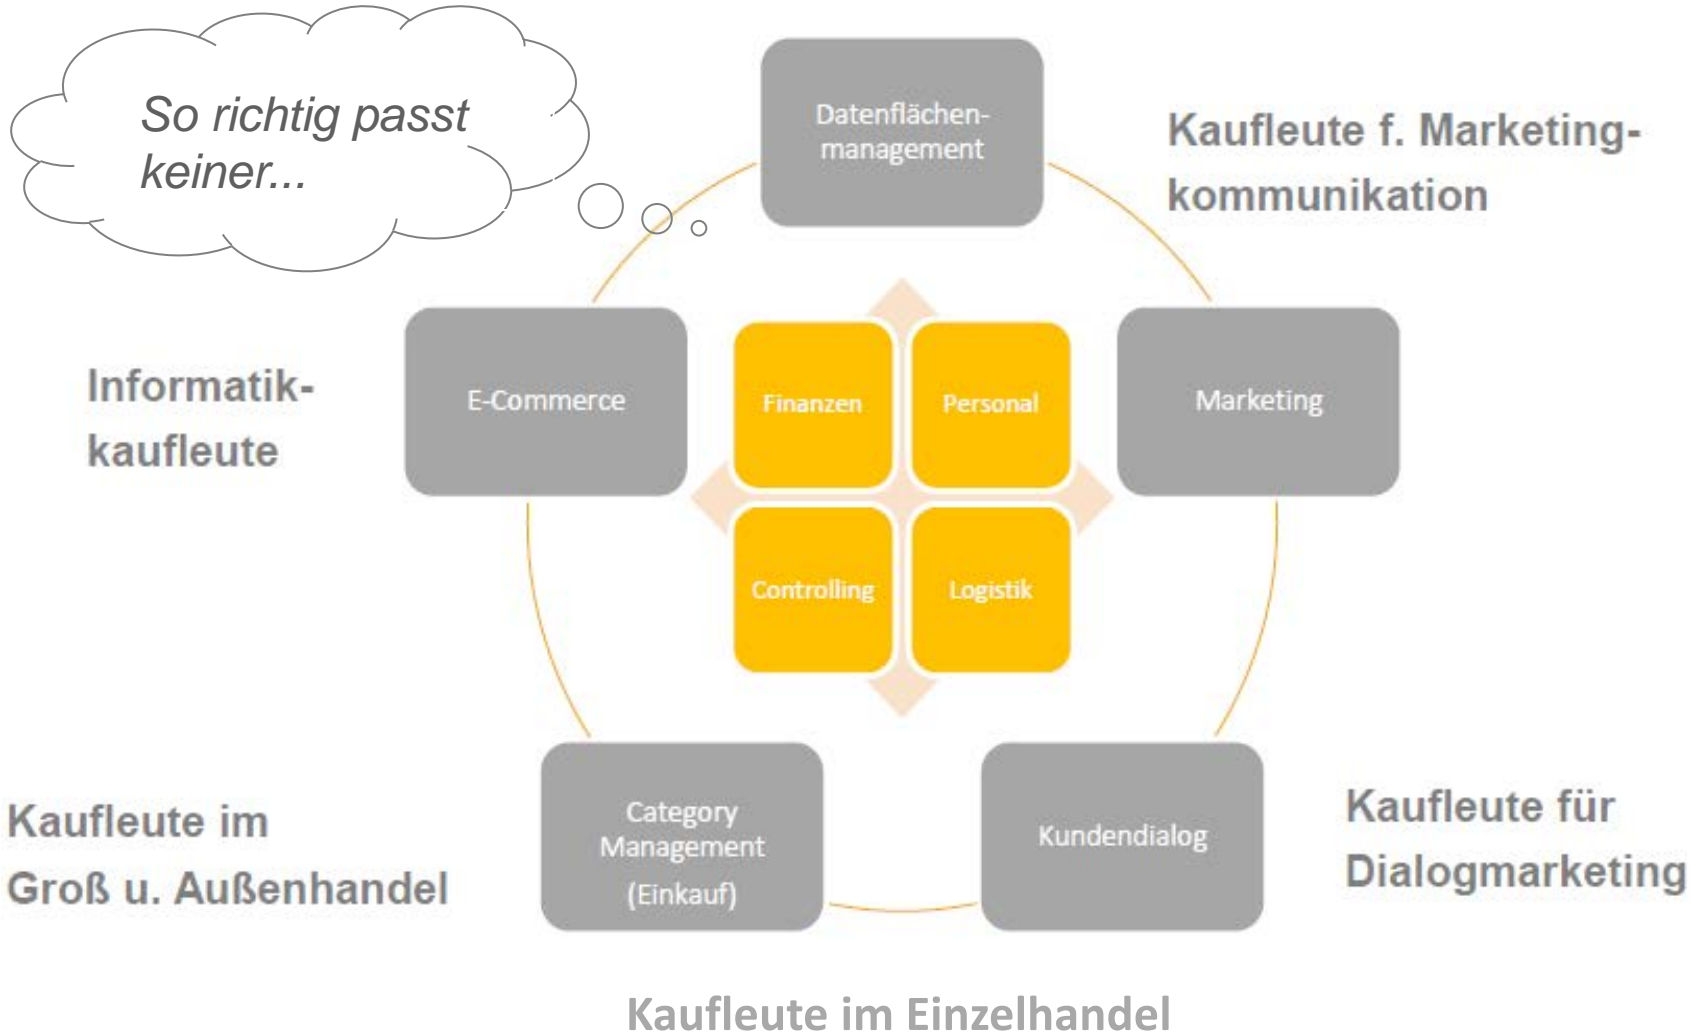 So richtig passt
keiner...
Datenflächen-
management
Kaufleute f. Marketing-
kommunikation
Informatik-
kaufleute
E-Commerce
Finanzen
Personal
Marketing
Controlling
Logistik
Kaufleute im
Groß u. Außenhandel
Category
Management
(Einkauf)
Kundendialog
Kaufleute für
Dialogmarketing
Kaufleute im Einzelhandel